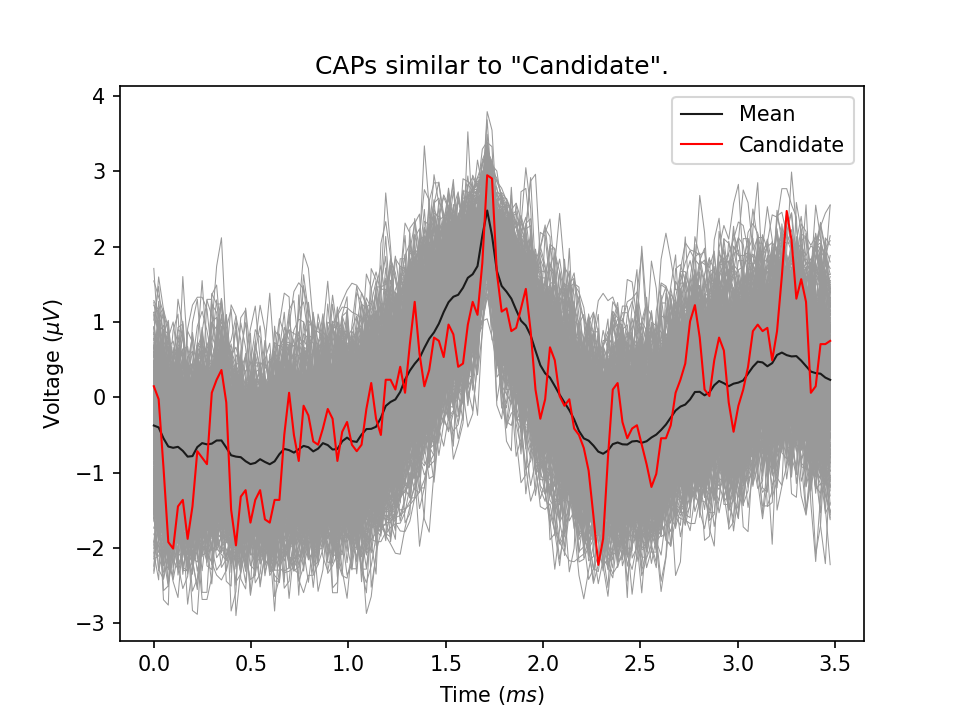 CAPs similar to "Candidate".
Mean
Candidate
4
3
2
1
0
−1
−2
−3
Voltage (μV)
0.0 0.5 1.0 1.5 2.0 2.5 3.0 3.5
Time (ms)